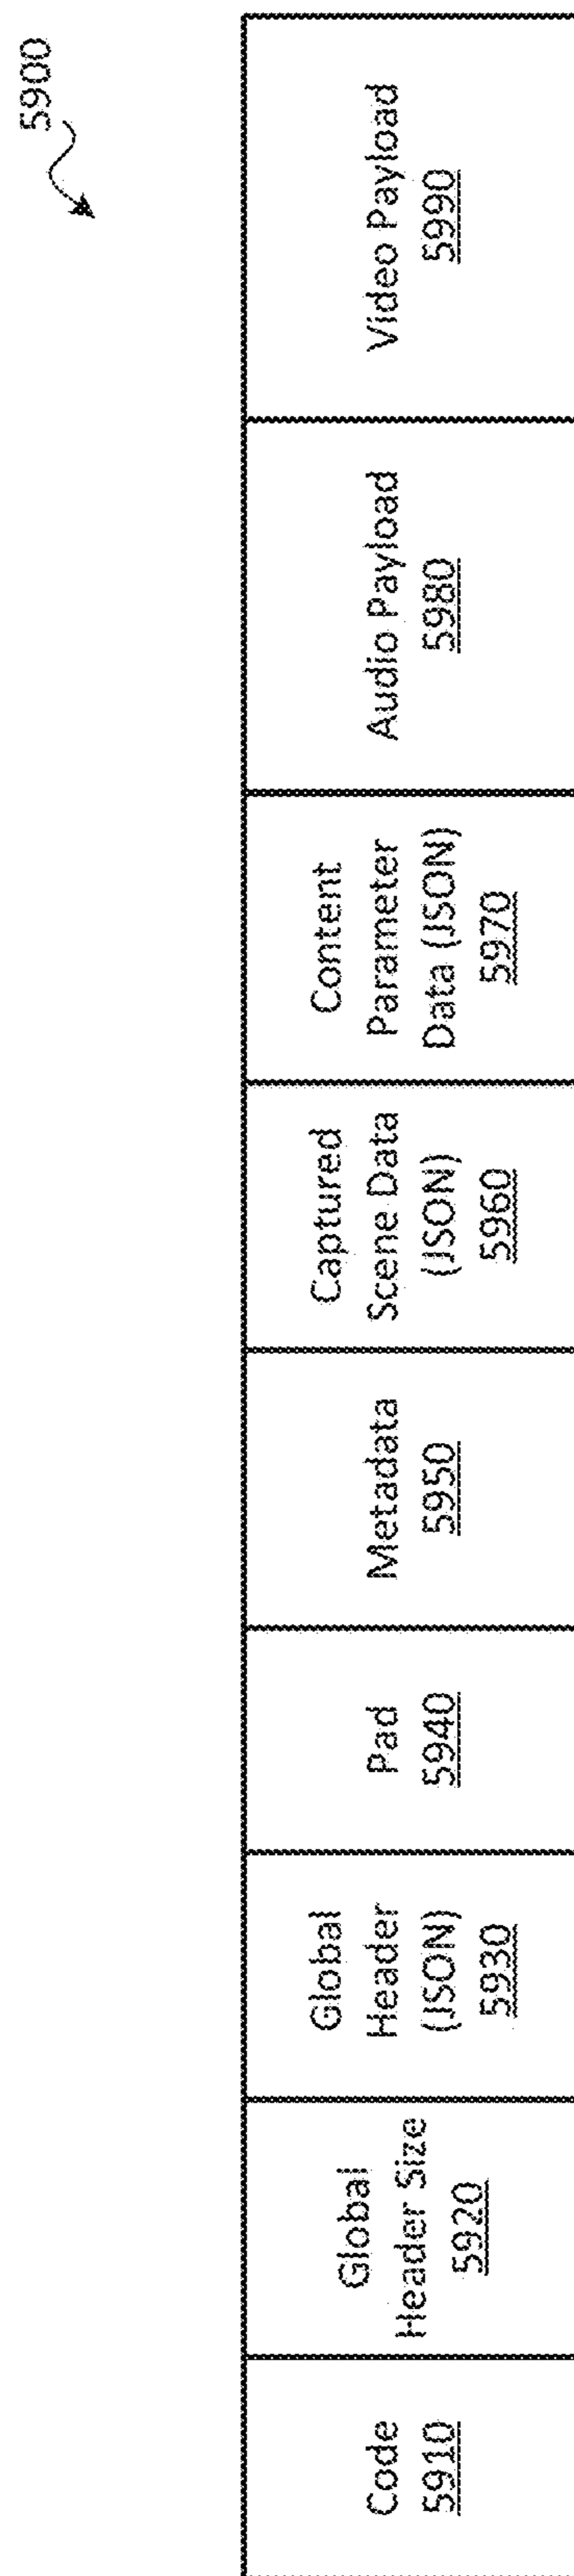 5900
Code
5910
Global
Header Size
5920
Global
Header
(JSON)
5930
Pad
5940
Metadata
5950
Captured
Scene Data
(JSON)
5960
Content
Parameter
Data (JSON)
5970
Audio Payload
5980
Video Payload
5990